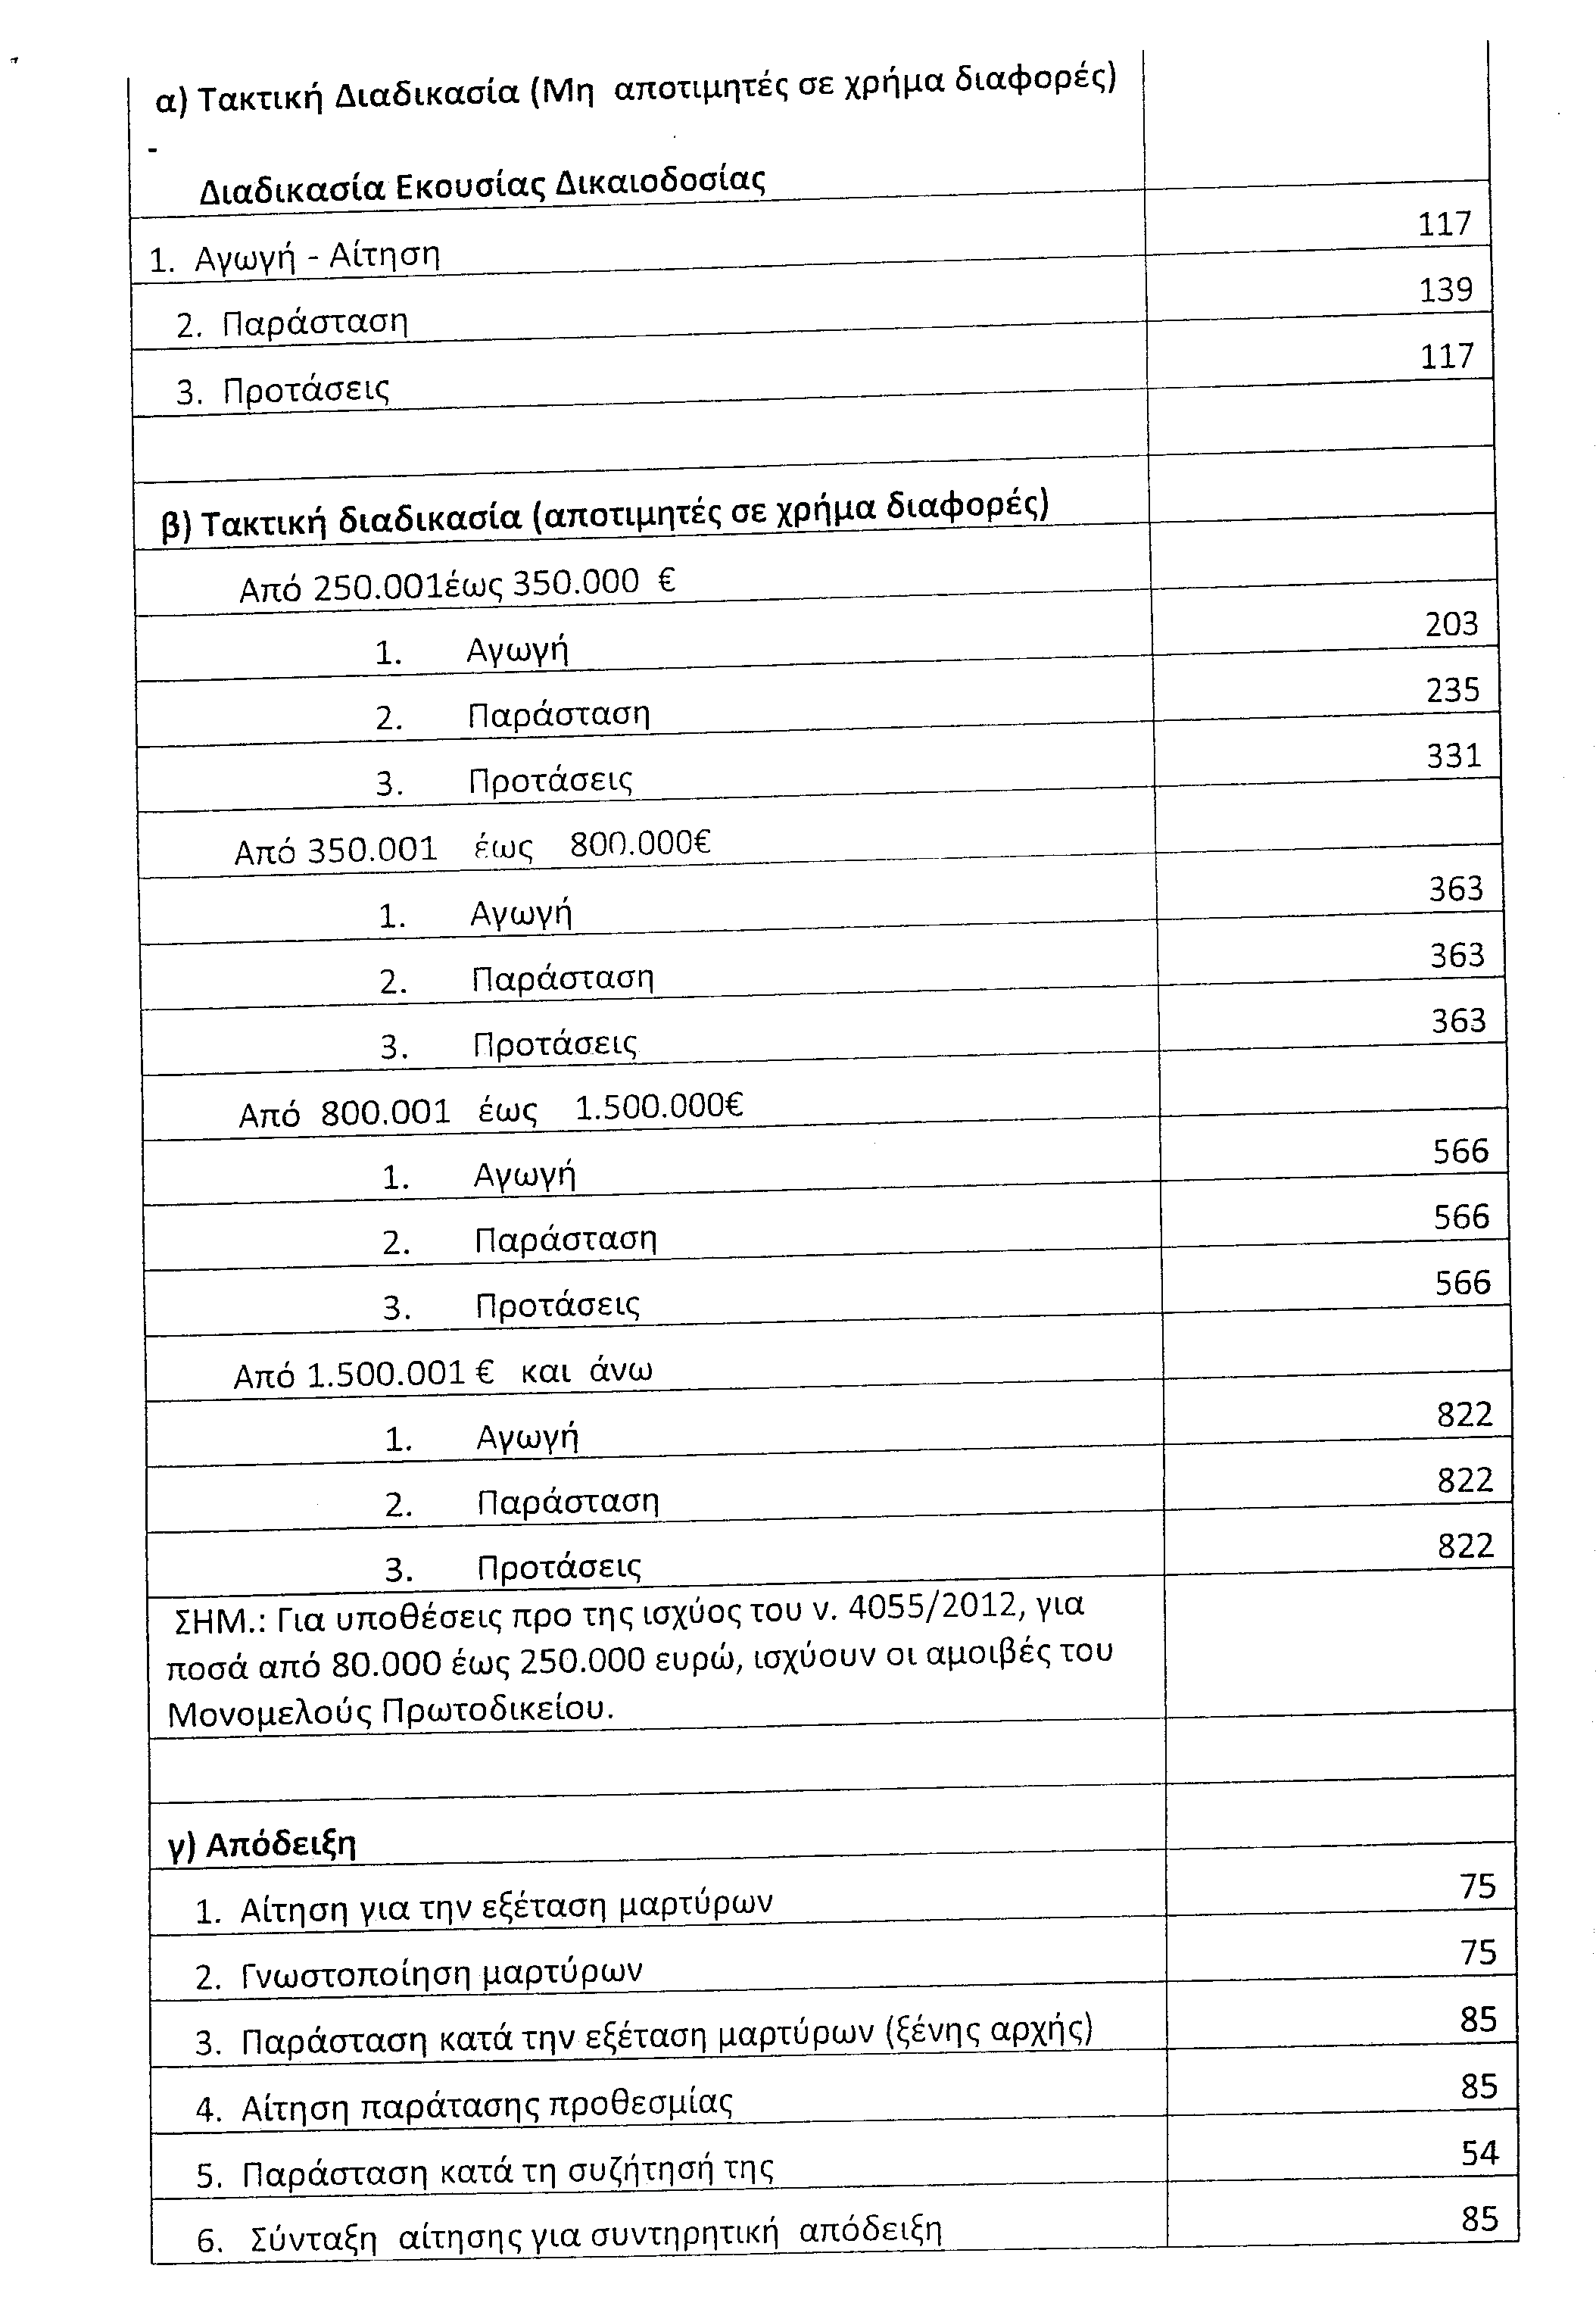 α) Τακτική Διαδικασία (Μη αποτιμητές σε χρήμα διαφορές)
-
Διαδικασία Εκουσίας Δικαιοδοσίας
1. Αγωγή - Αίτηση 117
2. Παράσταση 139
3. Προτάσεις 117
β) Τακτική διαδικασία (αποτιμητές σε χρήμα διαφορές)
Από 250.001έως 350.000 €
1. Αγωγή 203
2. Παράσταση 235
3. Προτάσεις 331
Από 350.001 έως 800.000€
1. Αγωγή 363
2. Παράσταση 363
3. Προτάσεις 363
Από 800.001 έως 1.500.000€
1. Αγωγή 566
2. Παράσταση 566
3. Προτάσεις 566
Από 1.500.001 € και άνω
1. Αγωγή 822
2. Παράσταση 822
3. Προτάσεις 822
ΣΗΜ.: Για υποθέσεις προ της ισχύος του ν. 4055/2012, για
ποσά από 80.000 έως 250.000 ευρώ, ισχύουν οι αμοιβές του
Μονομελούς Πρωτοδικείου.
γ) Απόδειξη
1. Αίτηση για την εξέταση μαρτύρων 75
2. Γνωστοποίηση μαρτύρων 75
3. Παράσταση κατά την εξέταση μαρτύρων (ξένης αρχής) 85
4. Αίτηση παράτασης προθεσμίας 85
5. Παράσταση κατά τη συζήτησή της 54
6. Σύνταξη αίτησης για συντηρητική απόδειξη 85